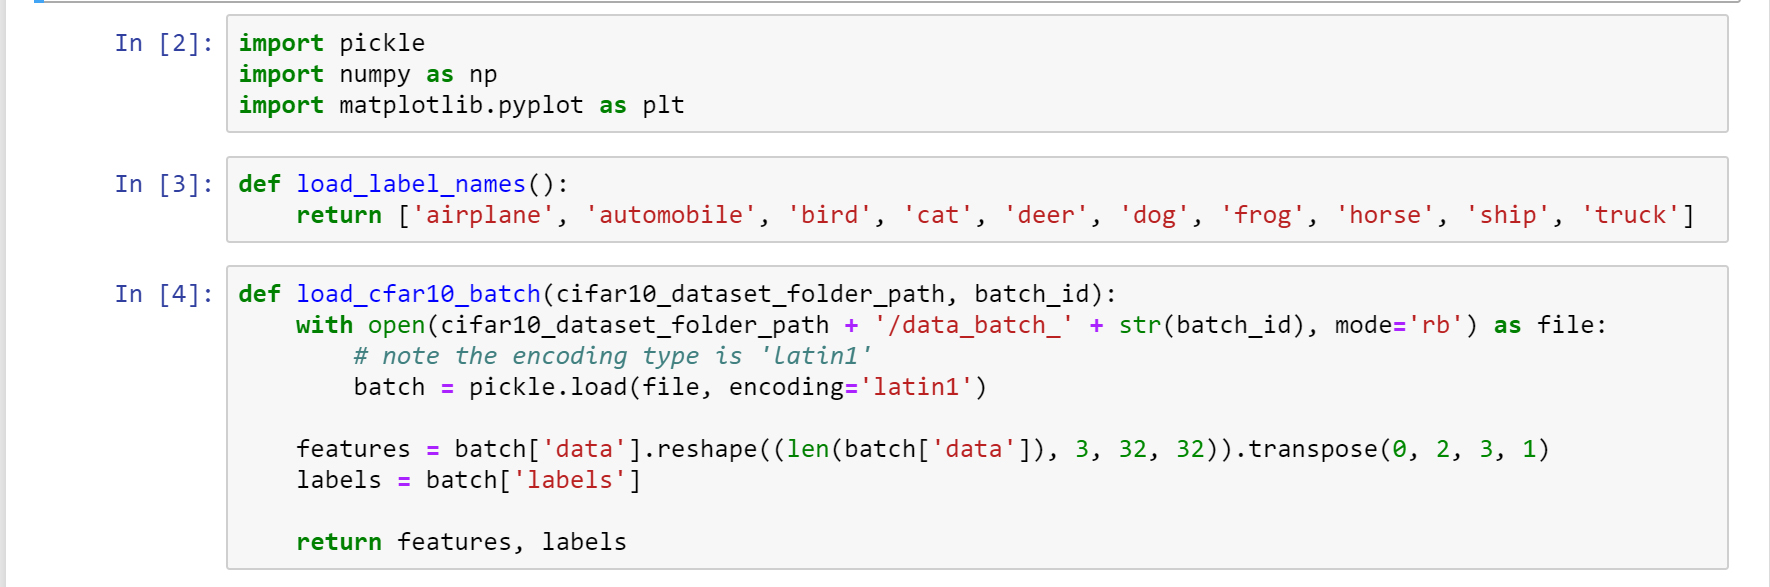 In [2]: import pickle
import numpy as np
import matplotlib.pyplot as plt
In [3]: def load_label_names():
    return ['airplane', 'automobile', 'bird', 'cat', 'deer', 'dog', 'frog', 'horse', 'ship', 'truck']
In [4]: def load_cfar10_batch(cifar10_dataset_folder_path, batch_id):
    with open(cifar10_dataset_folder_path + '/data_batch_' + str(batch_id), mode='rb') as file:
        # note the encoding type is 'latin1'
        batch = pickle.load(file, encoding='latin1')
    features = batch['data'].reshape((len(batch['data']), 3, 32, 32)).transpose(0, 2, 3, 1)
    labels = batch['labels']
    return features, labels